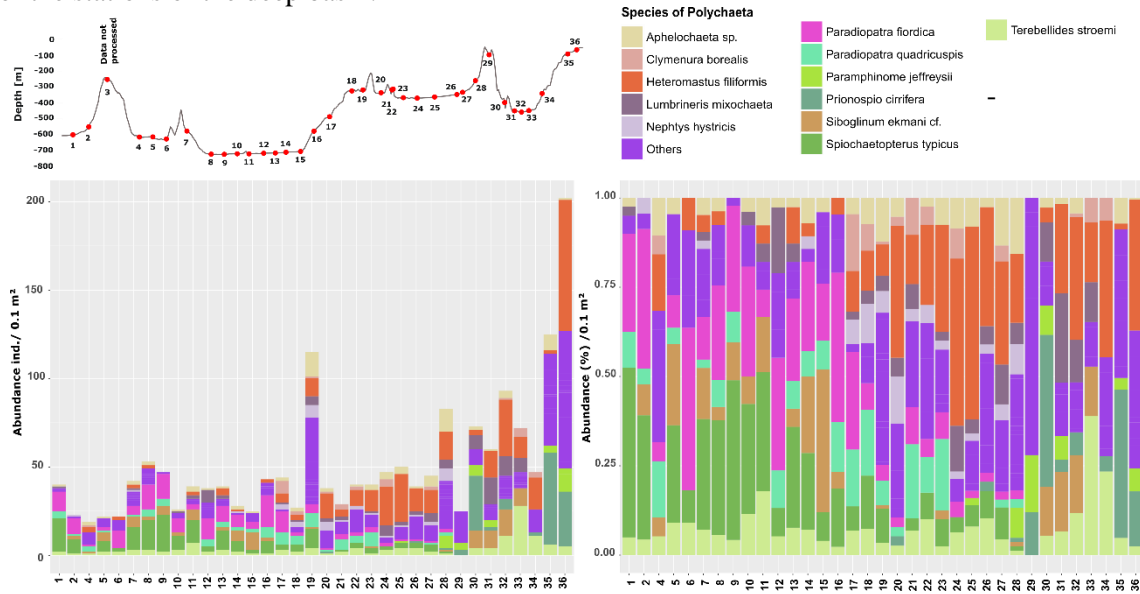 Data not processed
Depth [m]
0
-100
-200
-300
-400
-500
-600
-700
-800
1 2 3 4 5 6 7 8 9 10 11 12 13 14 15 16 17 18 19 20 21 22 23 24 25 26 27 28 29 30 31 32 33 34 35 36
Species of Polychaeta
Aphelochaeta sp.
Clymenura borealis
Heteromastus filiformis
Lumbrineris mixochaeta
Nephtys hystricis
Others
Paradiopatra fiordica
Paradiopatra quadricuspis
Paramphinome jeffreysii
Prionospio cirrifera
Siboglinum ekmani cf.
Spiochaetopterus typicus
Terebellides stroemi
–
Abundance ind./ 0.1 m²
200
150
100
50
0
1 2 4 5 6 7 8 9 10 11 12 13 14 15 16 17 18 19 20 21 22 23 24 25 26 27 28 29 30 31 32 33 34 35 36
Abundance (%) /0.1 m²
1.00
0.75
0.50
0.25
0.00
1 2 4 5 6 7 8 9 10 11 12 13 14 15 16 17 18 19 20 21 22 23 24 25 26 27 28 29 30 31 32 33 34 35 36